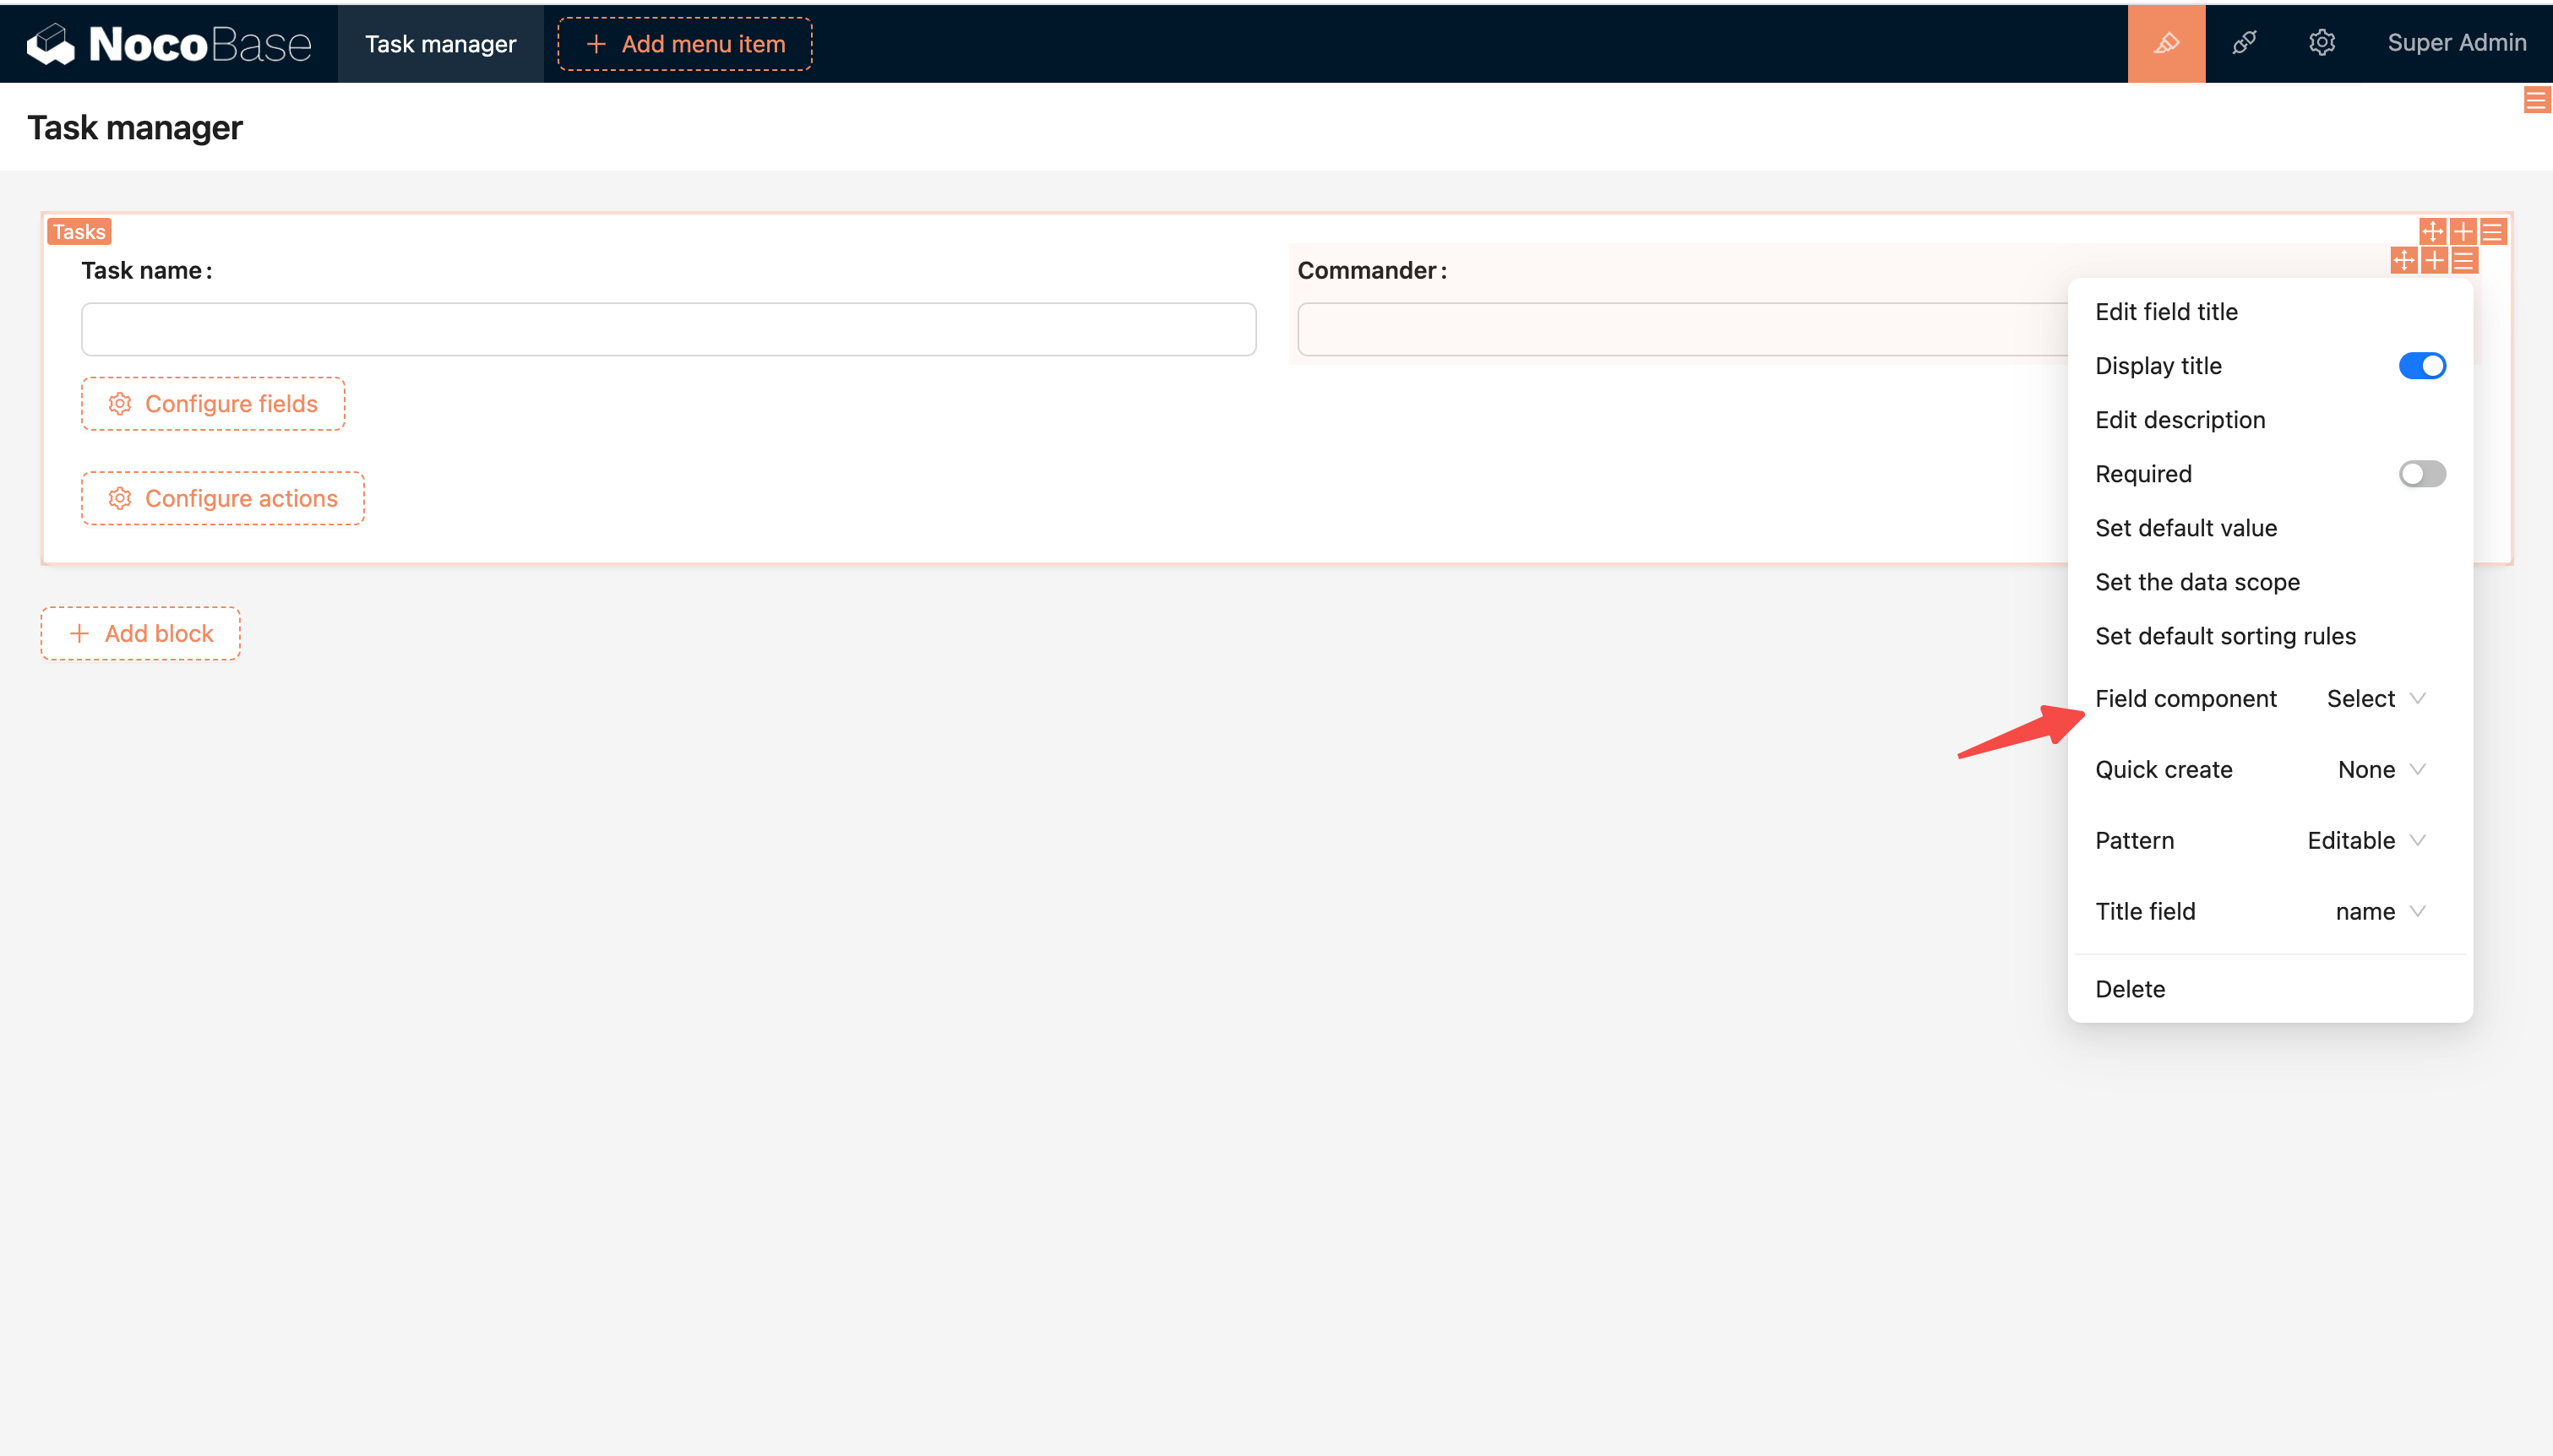 NocoBase
Task manager
Add menu item
Super Admin
Task manager
Tasks
Task name :
Commander :
Configure fields
Configure actions
Add block
Edit field title
Display title
Edit description
Required
Set default value
Set the data scope
Set default sorting rules
Field component Select
Quick create None
Pattern Editable
Title field name
Delete